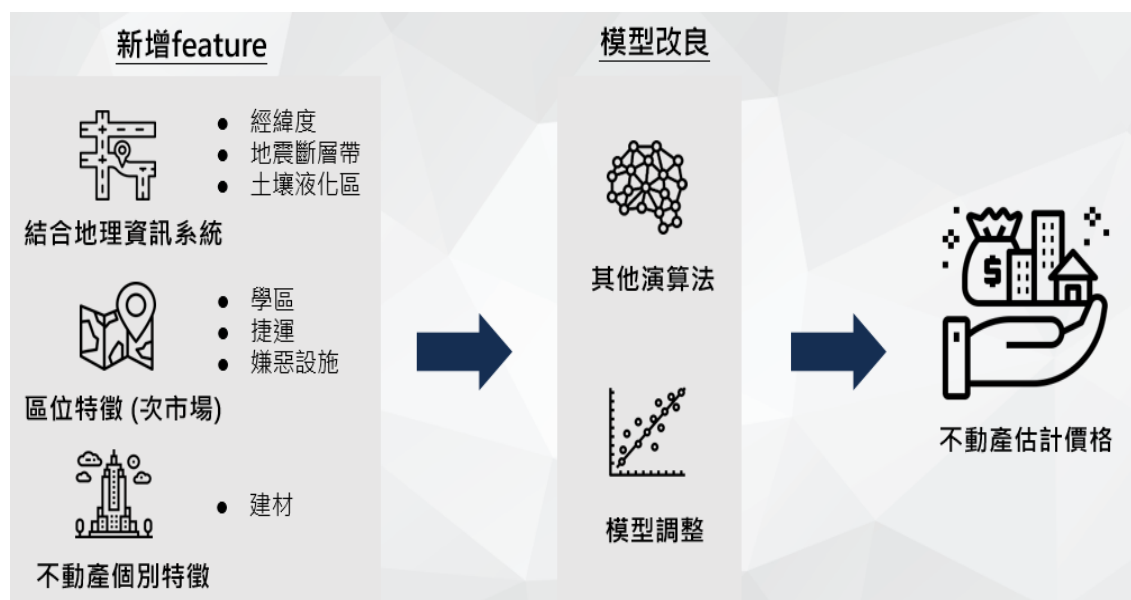 新增feature
● 經緯度
● 地震斷層帶
● 土壤液化區
結合地理資訊系統
● 學區
● 捷運
● 嫌惡設施
區位特徵 (次市場)
● 建材
不動產個別特徵
模型改良
其他演算法
模型調整
$
不動產估計價格